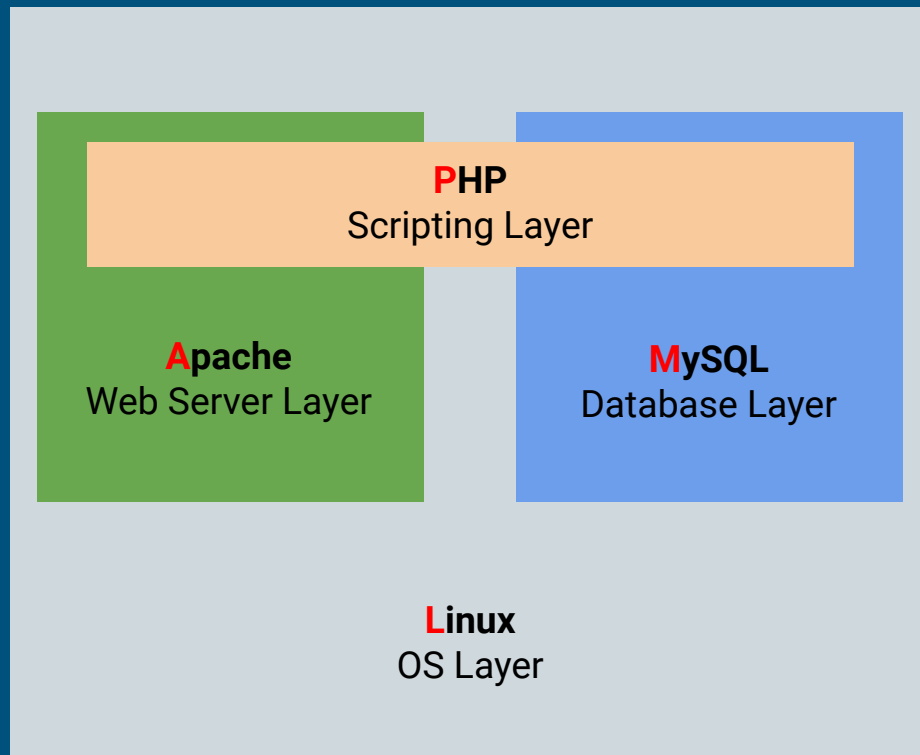 PHP
Scripting Layer
Apache
Web Server Layer
MySQL
Database Layer
Linux
OS Layer